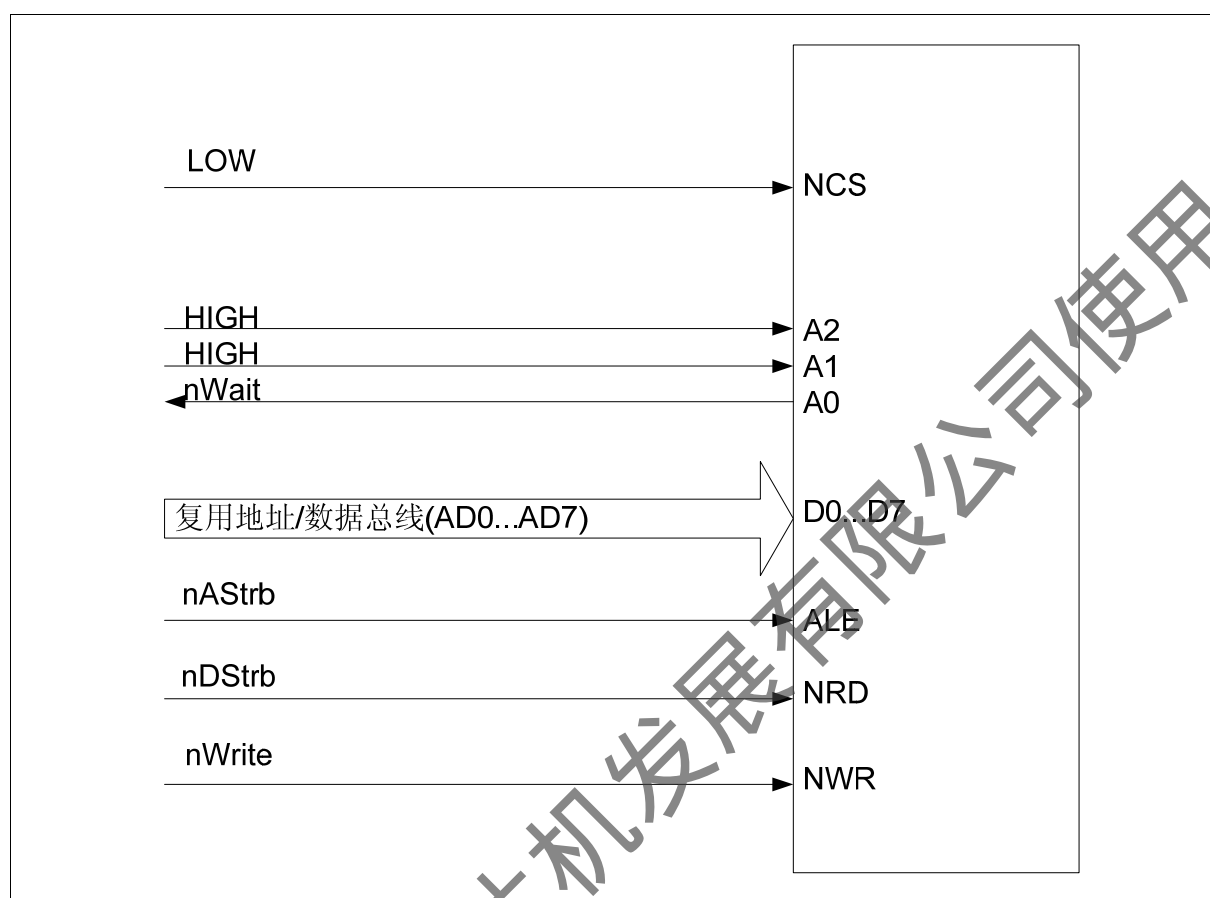 LOW
NCS
HIGH
A2
HIGH
A1
nWait
A0
复用地址/数据总线(AD0...AD7)
D0...D7
nAStrb
ALE
nDStrb
NRD
nWrite
NWR
机发展有限公司使用